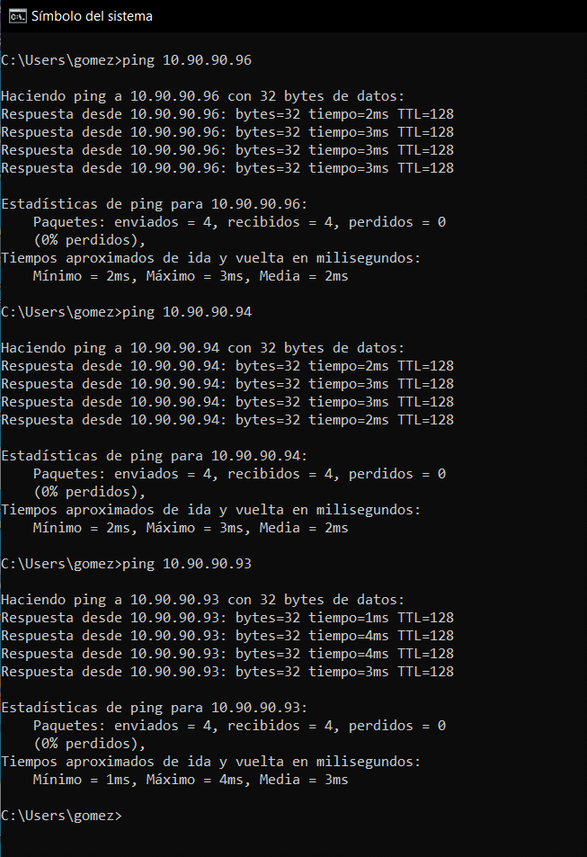 Símbolo del sistema
C:\Users\gomez>ping 10.90.90.96
Haciendo ping a 10.90.90.96 con 32 bytes de datos:
Respuesta desde 10.90.90.96: bytes=32 tiempo=2ms TTL=128
Respuesta desde 10.90.90.96: bytes=32 tiempo=3ms TTL=128
Respuesta desde 10.90.90.96: bytes=32 tiempo=3ms TTL=128
Respuesta desde 10.90.90.96: bytes=32 tiempo=3ms TTL=128
Estadísticas de ping para 10.90.90.96:
Paquetes: enviados = 4, recibidos = 4, perdidos = 0
(0% perdidos),
Tiempos aproximados de ida y vuelta en milisegundos:
Mínimo = 2ms, Máximo = 3ms, Media = 2ms
C:\Users\gomez>ping 10.90.90.94
Haciendo ping a 10.90.90.94 con 32 bytes de datos:
Respuesta desde 10.90.90.94: bytes=32 tiempo=2ms TTL=128
Respuesta desde 10.90.90.94: bytes=32 tiempo=3ms TTL=128
Respuesta desde 10.90.90.94: bytes=32 tiempo=3ms TTL=128
Respuesta desde 10.90.90.94: bytes=32 tiempo=2ms TTL=128
Estadísticas de ping para 10.90.90.94:
Paquetes: enviados = 4, recibidos = 4, perdidos = 0
(0% perdidos),
Tiempos aproximados de ida y vuelta en milisegundos:
Mínimo = 2ms, Máximo = 3ms, Media = 2ms
C:\Users\gomez>ping 10.90.90.93
Haciendo ping a 10.90.90.93 con 32 bytes de datos:
Respuesta desde 10.90.90.93: bytes=32 tiempo=1ms TTL=128
Respuesta desde 10.90.90.93: bytes=32 tiempo=4ms TTL=128
Respuesta desde 10.90.90.93: bytes=32 tiempo=4ms TTL=128
Respuesta desde 10.90.90.93: bytes=32 tiempo=3ms TTL=128
Estadísticas de ping para 10.90.90.93:
Paquetes: enviados = 4, recibidos = 4, perdidos = 0
(0% perdidos),
Tiempos aproximados de ida y vuelta en milisegundos:
Mínimo = 1ms, Máximo = 4ms, Media = 3ms
C:\Users\gomez>